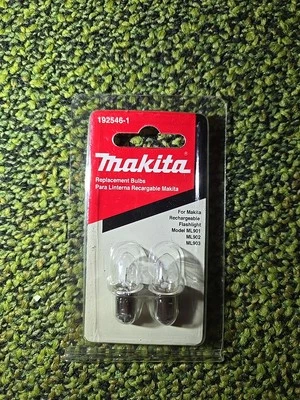 192546-1
Makita
Replacement Bulbs
Para Linterna Recargable Makita
For Makita
Rechargeable
Flashlight
Model ML901
ML902
ML903